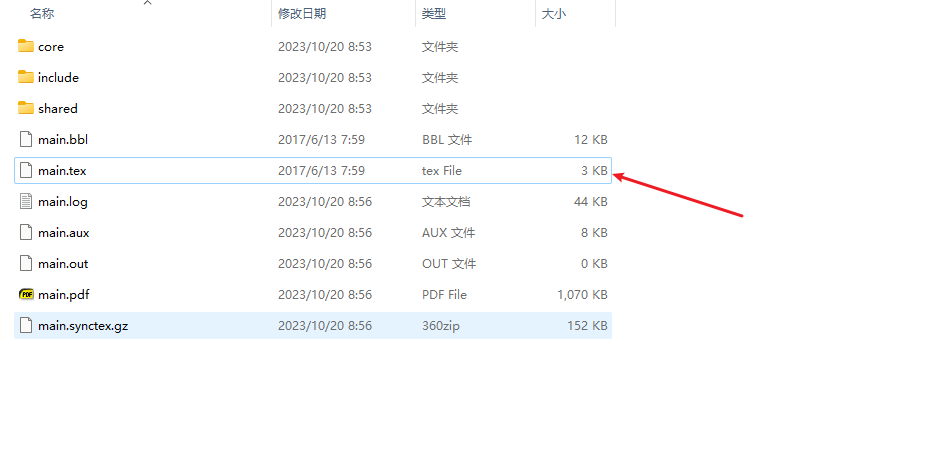 名称 修改日期 类型 大小
core 2023/10/20 8:53 文件夹
include 2023/10/20 8:53 文件夹
shared 2023/10/20 8:53 文件夹
main.bbl 2017/6/13 7:59 BBL 文件 12 KB
main.tex 2017/6/13 7:59 tex File 3 KB
main.log 2023/10/20 8:56 文本文档 44 KB
main.aux 2023/10/20 8:56 AUX 文件 8 KB
main.out 2023/10/20 8:56 OUT 文件 0 KB
PDF main.pdf 2023/10/20 8:56 PDF File 1,070 KB
main.synctex.gz 2023/10/20 8:56 360zip 152 KB